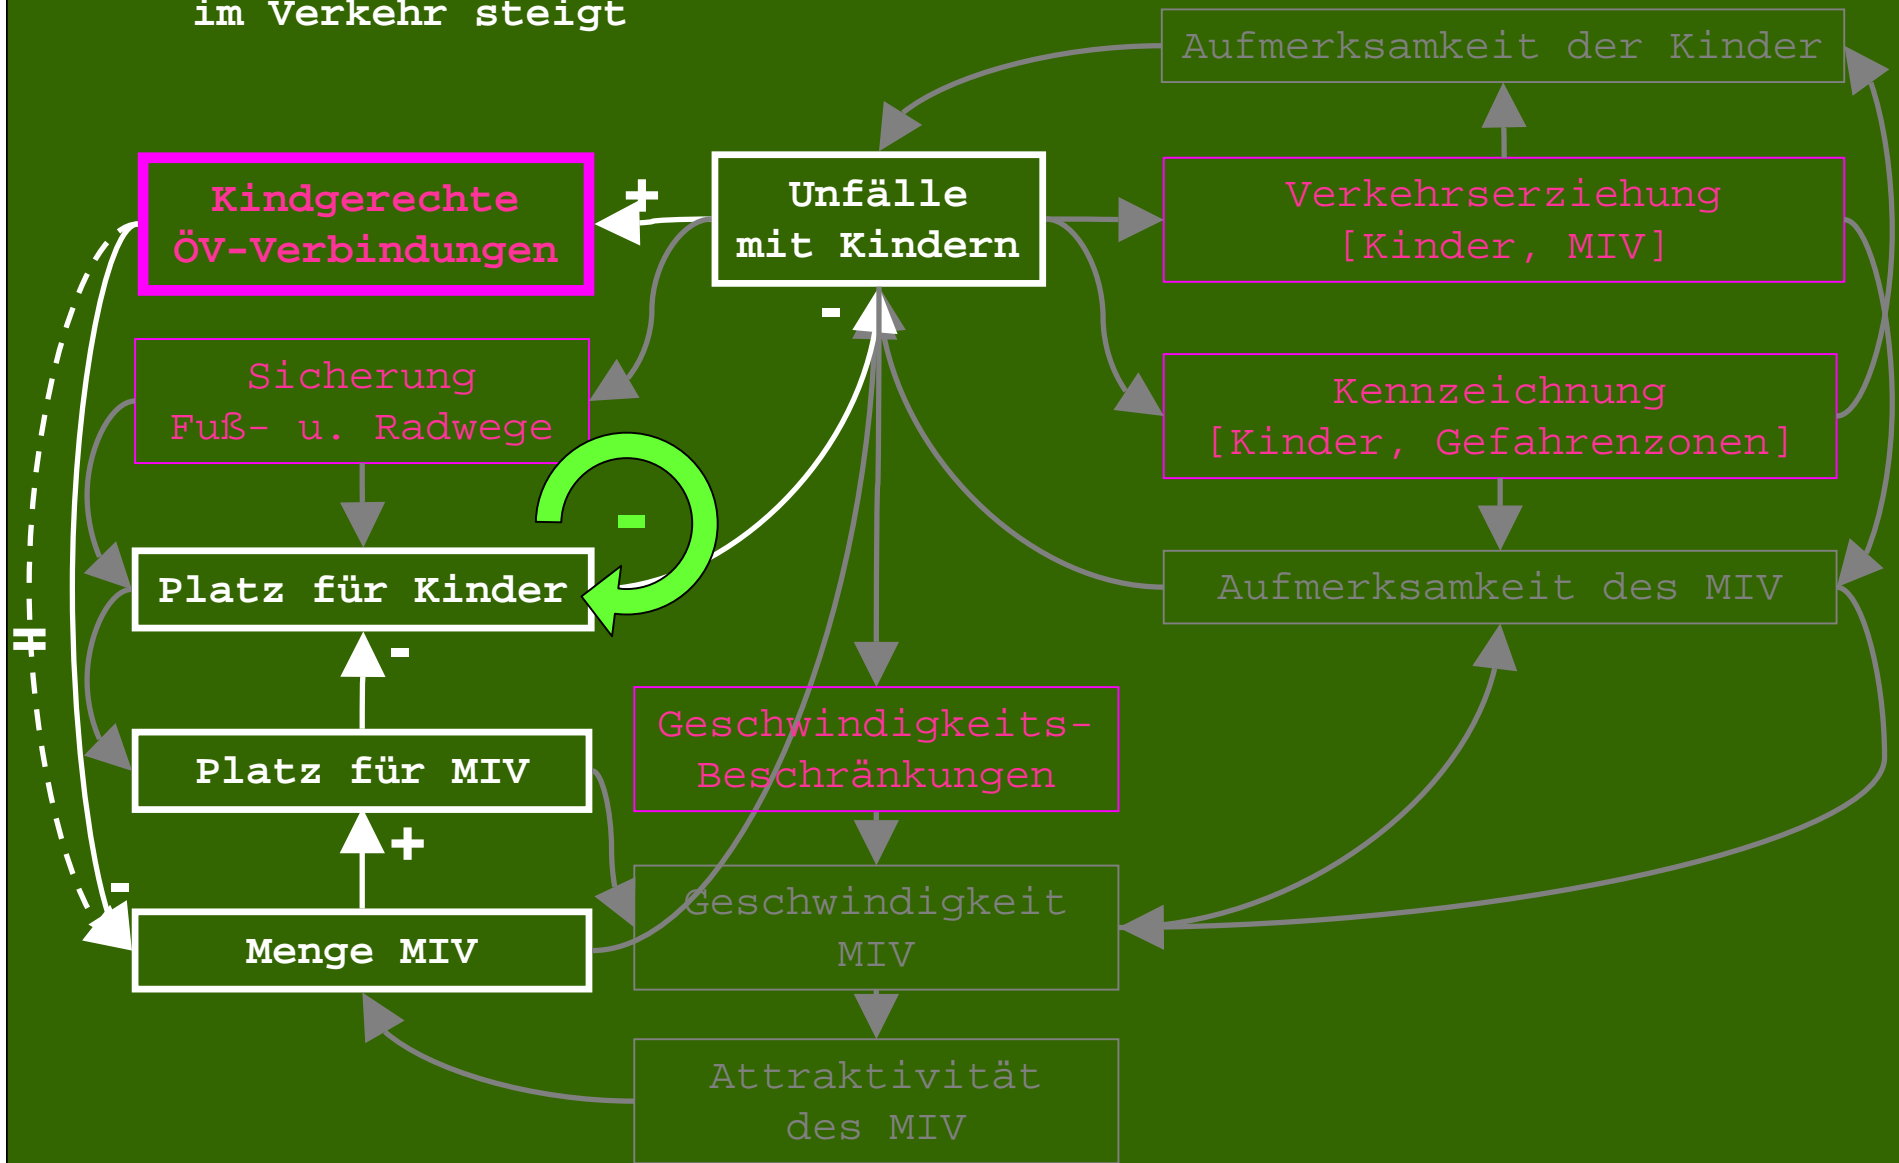 im Verkehr steigt
Aufmerksamkeit der Kinder
Kindgerechte
ÖV-Verbindungen
+
Unfälle
mit Kindern
Verkehrserziehung
[Kinder, MIV]
-
Sicherung
Fuß- u. Radwege
Kennzeichnung
[Kinder, Gefahrenzonen]
-
Platz für Kinder
Aufmerksamkeit des MIV
-
Geschwindigkeits-
Beschränkungen
Platz für MIV
+
-
Menge MIV
Geschwindigkeit
MIV
Attraktivität
des MIV